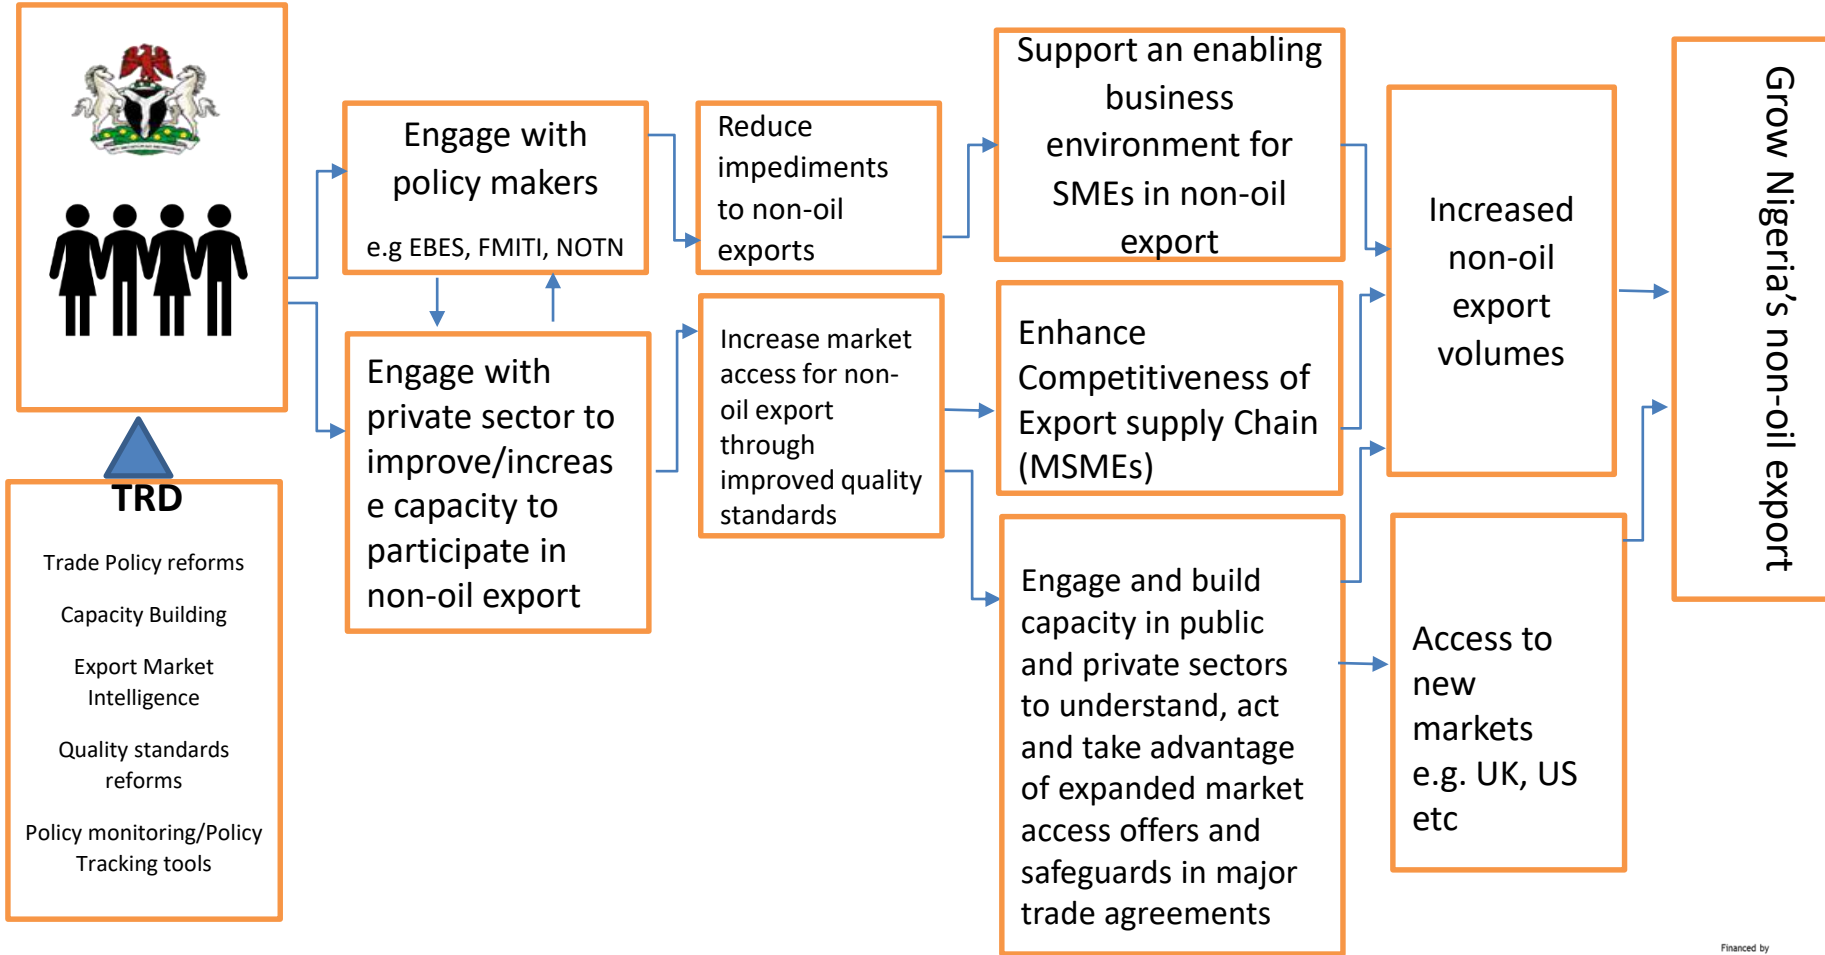 TRD
Trade Policy reforms
Capacity Building
Export Market
Intelligence
Quality standards
reforms
Policy monitoring/Policy
Tracking tools
Engage with
policy makers
e.g EBES, FMITI, NOTN
Engage with
private sector to
improve/increas
e capacity to
participate in
non-oil export
Reduce
impediments
to non-oil
exports
Increase market
access for non-
oil export
through
improved quality
standards
Support an enabling
business
environment for
SMEs in non-oil
export
Enhance
Competitiveness of
Export supply Chain
(MSMEs)
Engage and build
capacity in public
and private sectors
to understand, act
and take advantage
of expanded market
access offers and
safeguards in major
trade agreements
Increased
non-oil
export
volumes
Access to
new
markets
e.g. UK, US
etc
Grow Nigeria’s non-oil export
Financed by